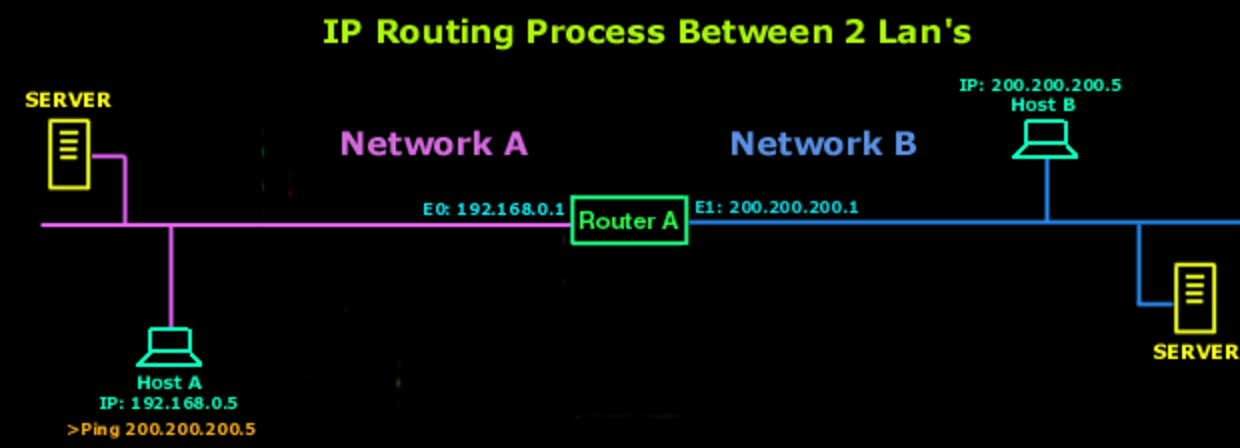 IP Routing Process Between 2 Lan's
IP: 200.200.200.5
Host B
SERVER
Network A
Network B
E0: 192.168.0.1
Router A
E1: 200.200.200.1
SERVER
Host A
IP: 192.168.0.5
>Ping 200.200.200.5